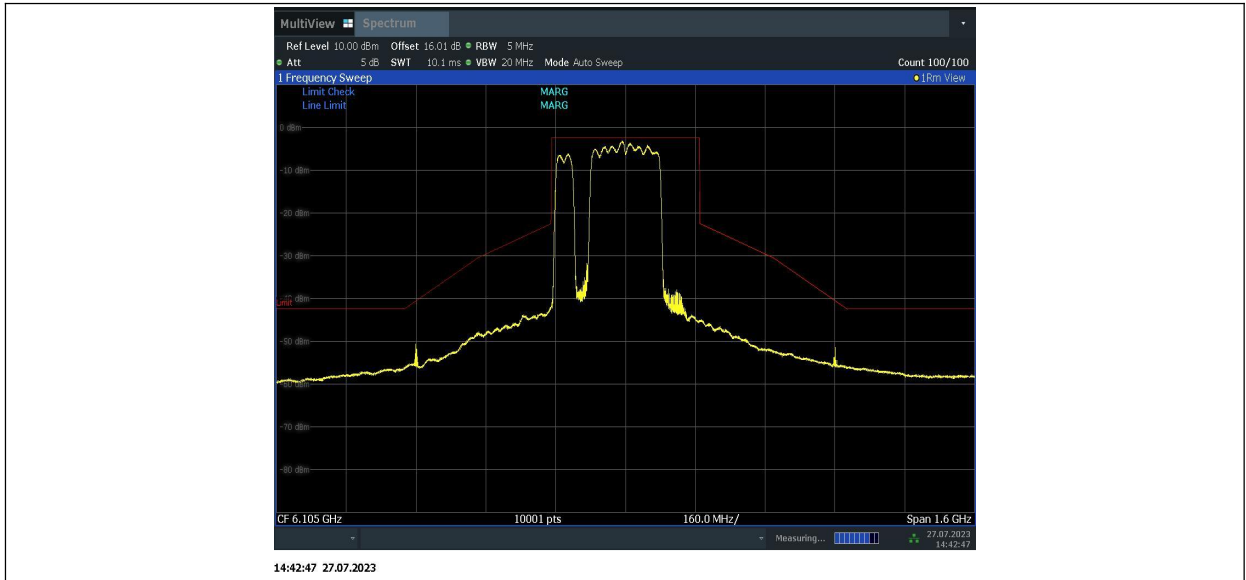 MultiView Spectrum
Ref Level 10.00 dBm Offset 16.01 dB RBW 5 MHz
Att 5 dB SWT 10.1 ms VBW 20 MHz Mode Auto Sweep Count 100/100
1 Frequency Sweep 1Rm View
Limit Check MARG
Line Limit MARG
0 dBm
-10 dBm
-20 dBm
-30 dBm
-50 dBm
-60 dBm
-70 dBm
-80 dBm
CF 6.105 GHz 10001 pts 160.0 MHz/ Span 1.6 GHz
Measuring... 27.07.2023
14:42:47
14:42:47 27.07.2023